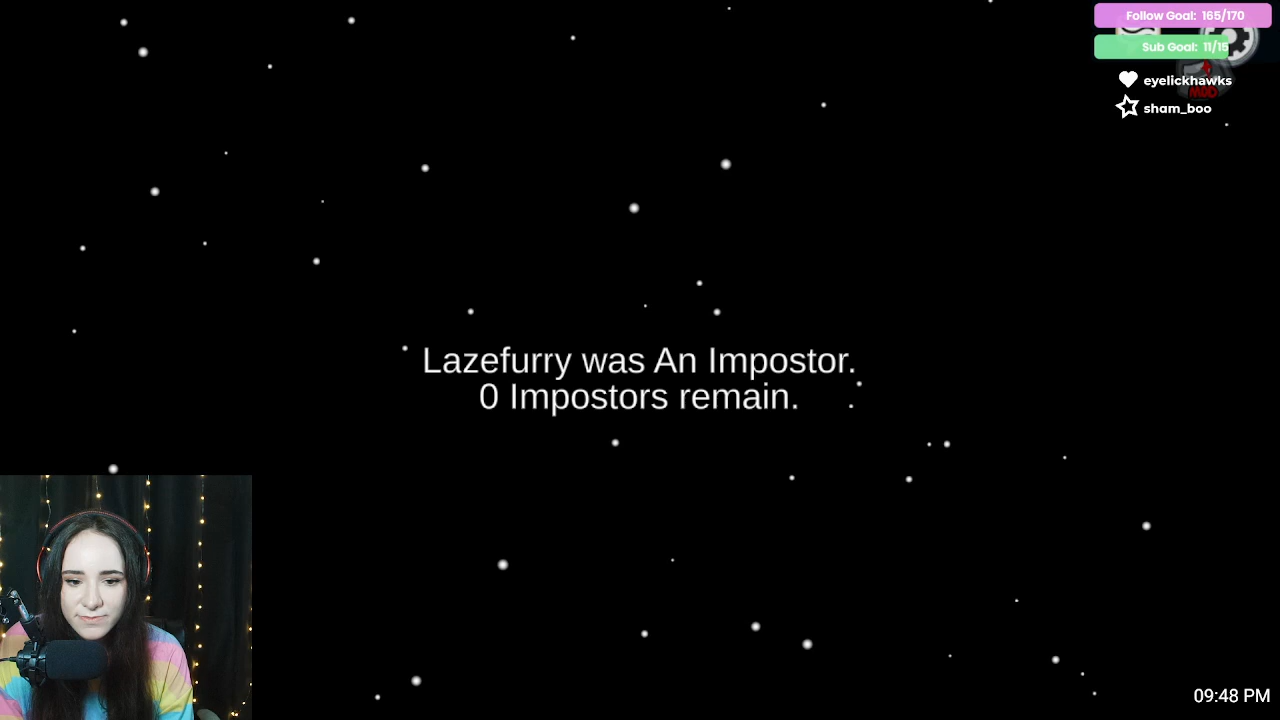 Follow Goal: 165/170
Sub Goal: 11/15
eyelickhawks
MOD
sham_boo
Lazefurry was An Impostor.
0 Impostors remain.
09:48 PM